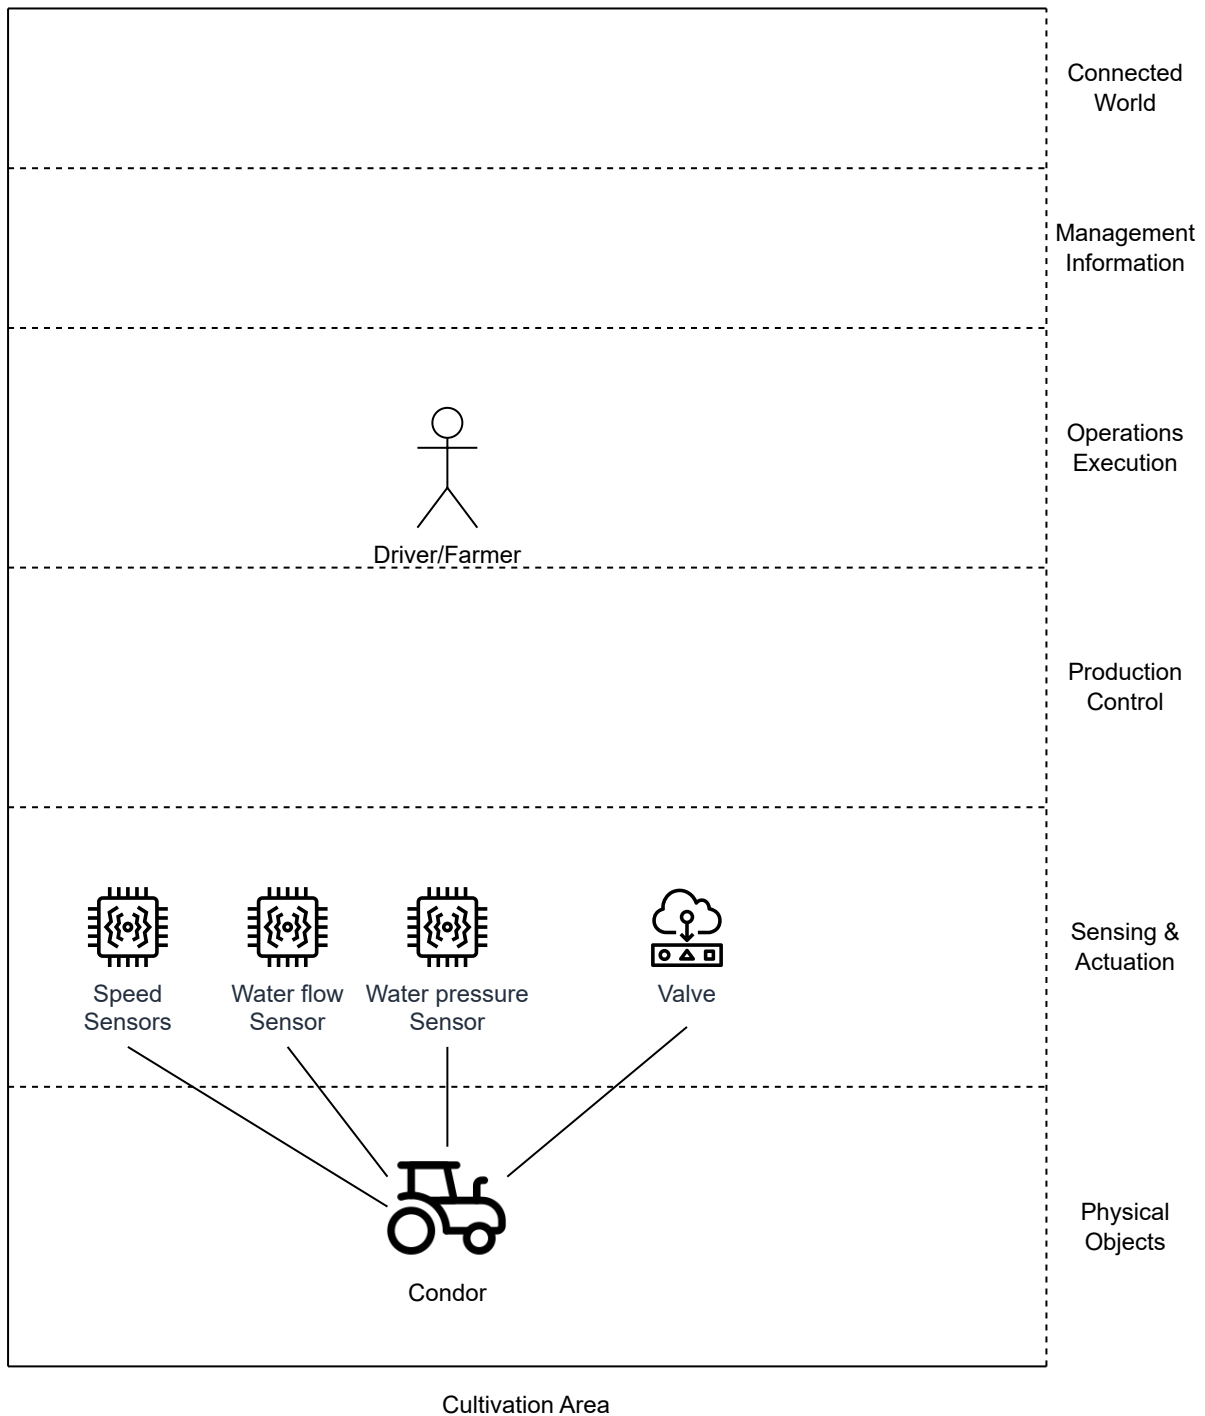 Connected
World
Management
Information
Operations
Execution
Driver/Farmer
Production
Control
Sensing &
Actuation
Speed
Sensors
Water flow
Sensor
Water pressure
Sensor
Valve
Physical
Objects
Condor
Cultivation Area